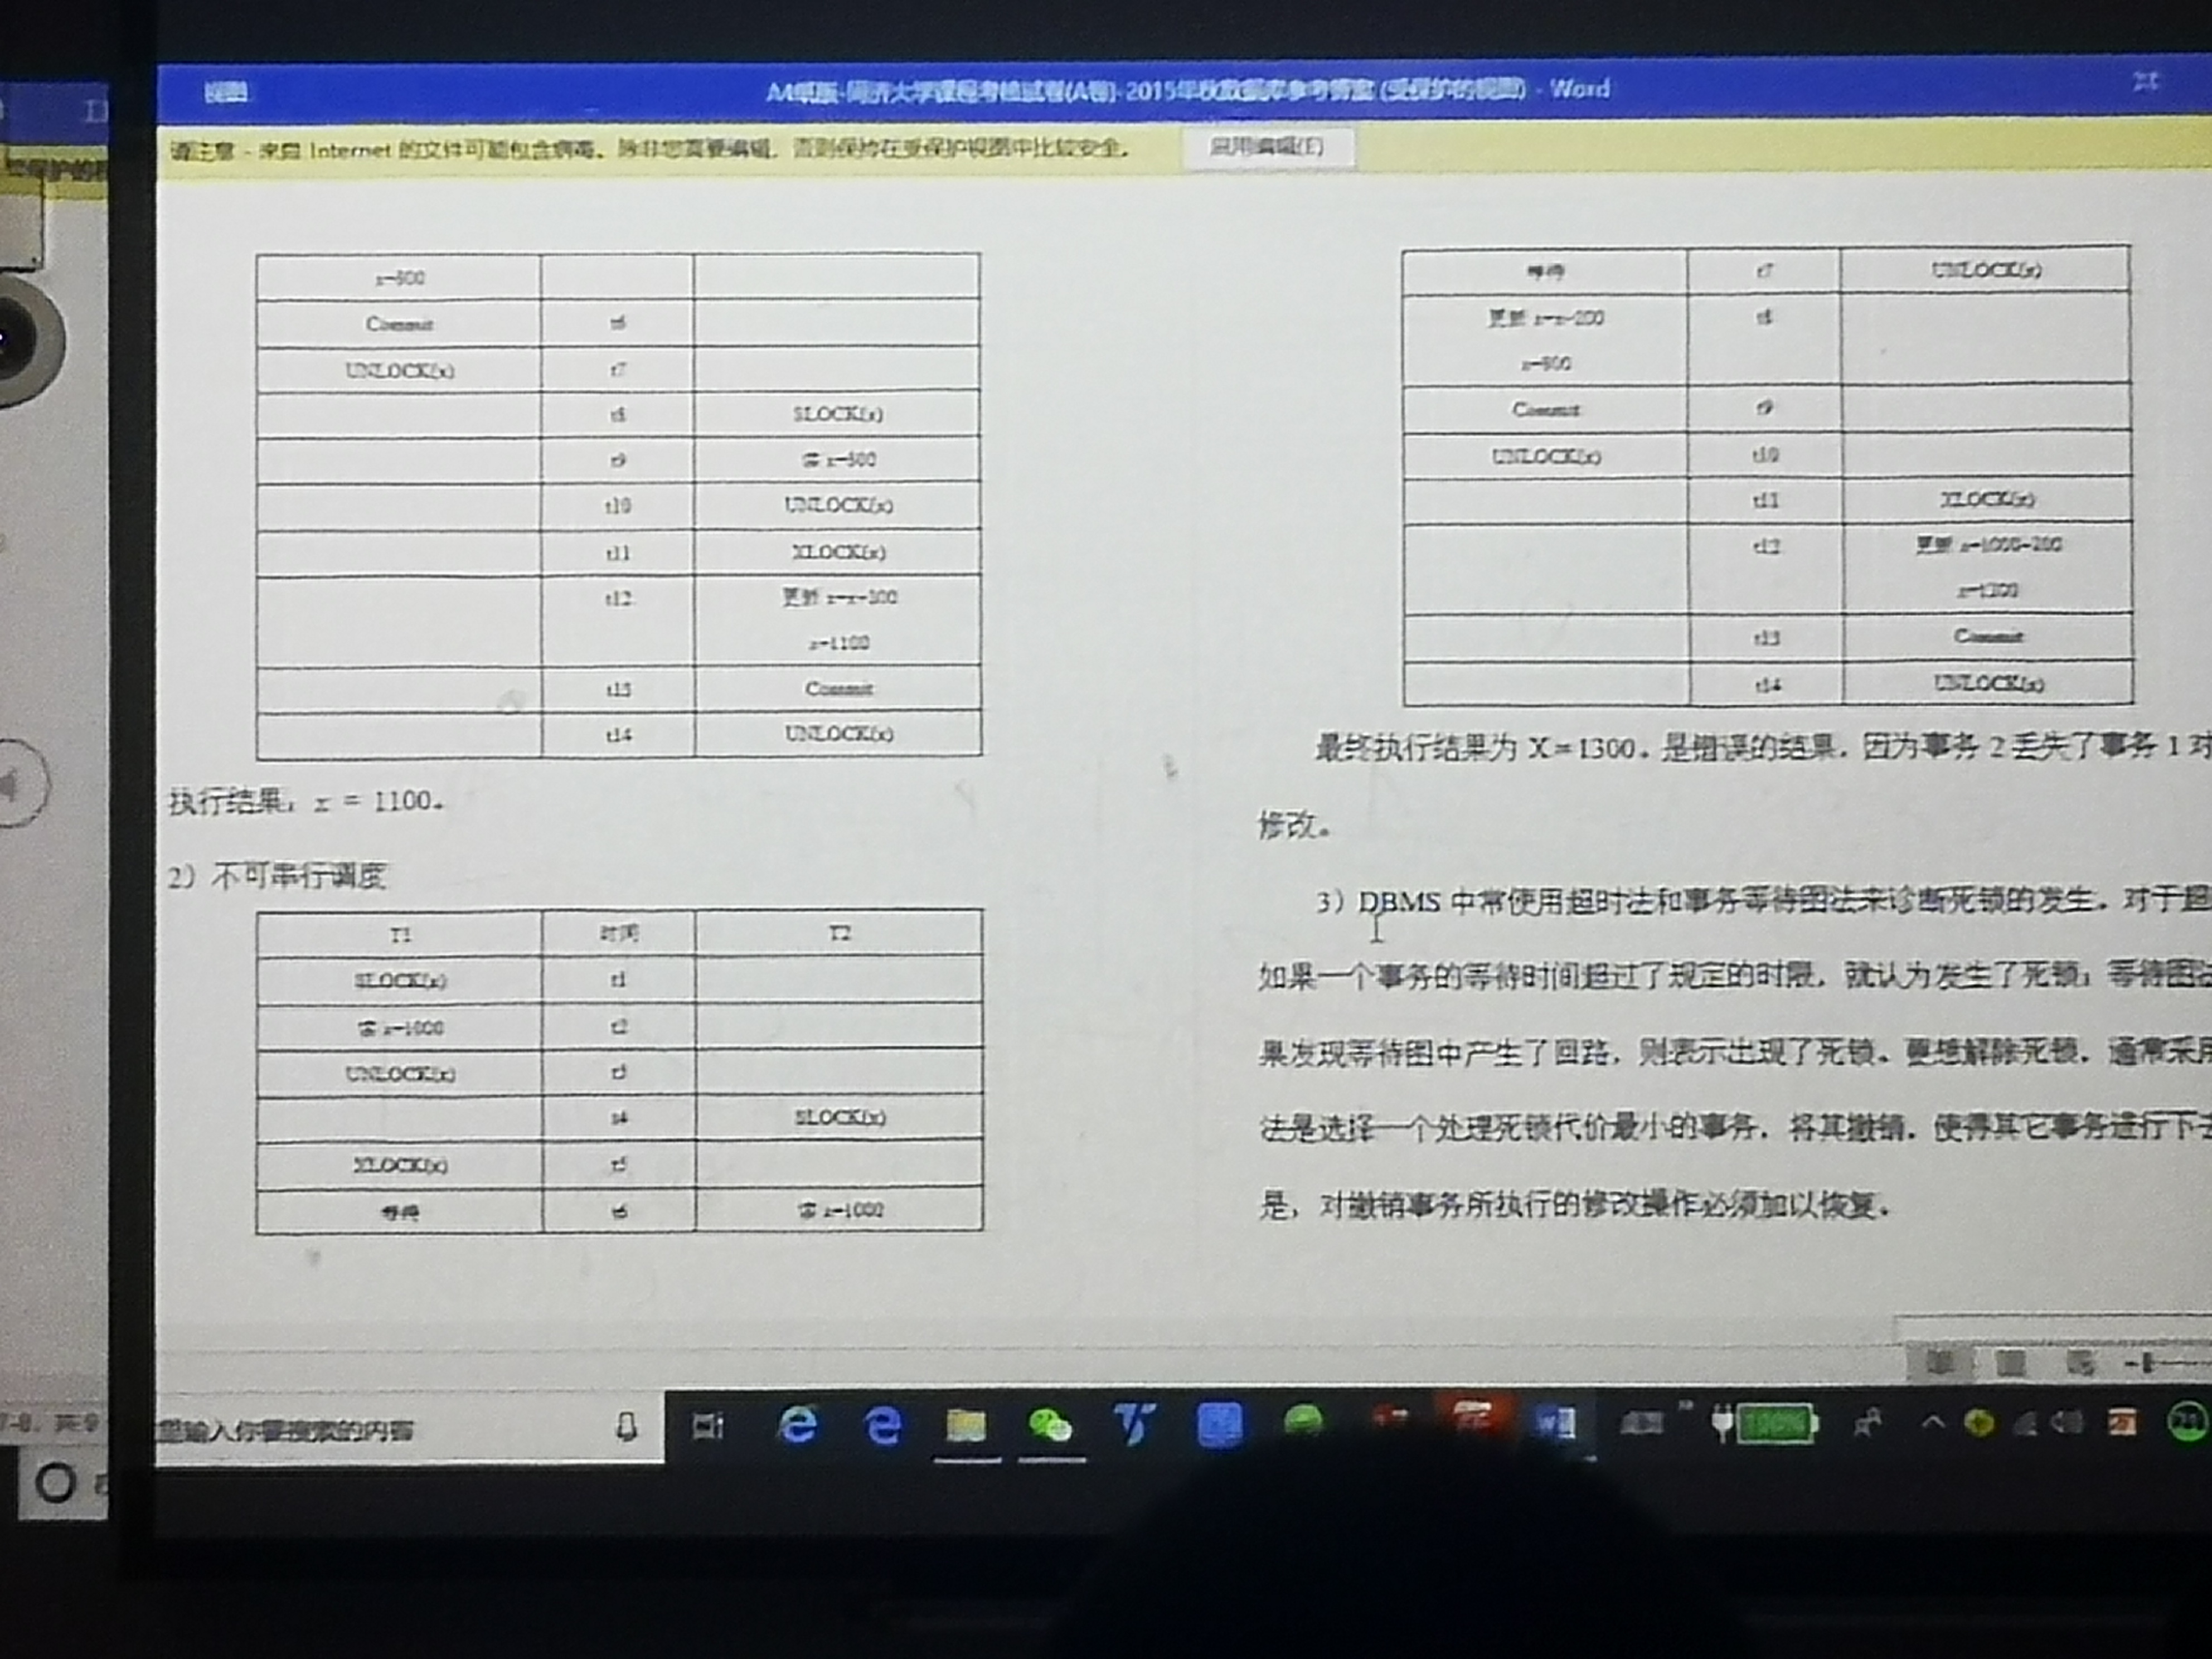 视图
A4单版-同济大学课程考核试卷(A卷)-2015年秋数据库参考答案 (受保护的视图) - Word
请注意 - 来自 Internet 的文件可能包含病毒。除非您需要编辑，否则保持在受保护视图中比较安全。
启用编辑(E)
Commit t6
UNLOCK(x) t7
t8 SLOCK(x)
t9
t10 UNLOCK(x)
t11 XLOCK(x)
t12 更新
x=1100
t13 Commit
t14 UNLOCK(x)
执行结果：x = 1100。
2）不可串行调度
T1 时间 T2
SLOCK(x) t1
读 x=1000 t2
UNLOCK(x) t3
t4 SLOCK(x)
XLOCK(x) t5
等待 t6 读 x=1000
等待 t7 UNLOCK(x)
更新 x=x-200 t8
x=800
Commit t9
UNLOCK(x) t10
t11 XLOCK(x)
t12 更新
x=1300
t13 Commit
t14 UNLOCK(x)
最终执行结果为 X=1300。是错误的结果，因为事务 2 丢失了事务 1 对
修改。
3）DBMS 中常使用超时法和事务等待图法来诊断死锁的发生。对于超
如果一个事务的等待时间超过了规定的时限，就认为发生了死锁；等待图法
果发现等待图中产生了回路，则表示出现了死锁。要想解除死锁，通常采用
法是选择一个处理死锁代价最小的事务，将其撤销，使得其它事务进行下去
是，对撤销事务所执行的修改操作必须加以恢复。
里输入你要搜索的内容
100%